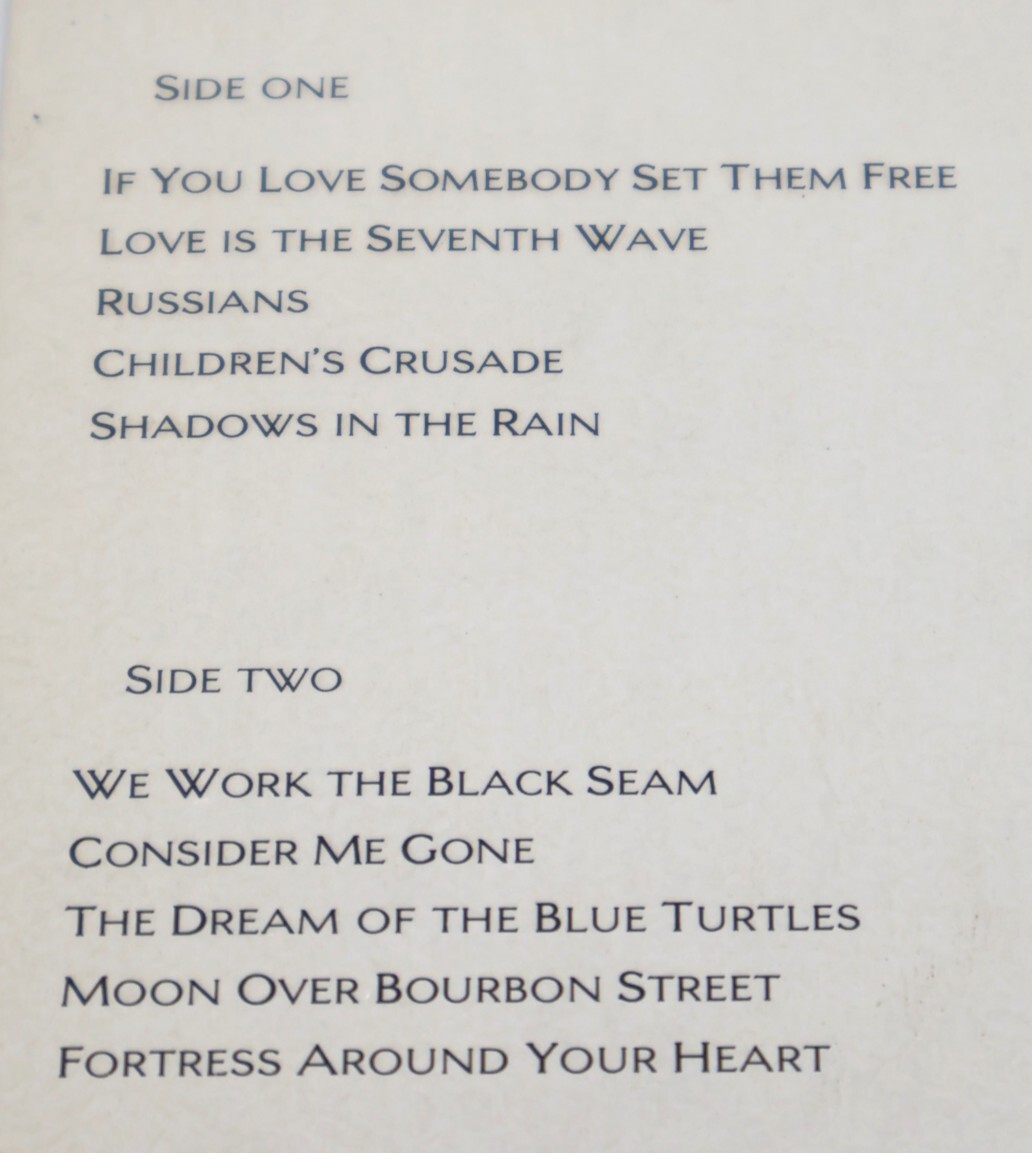 SIDE ONE
IF YOU LOVE SOMEBODY SET THEM FREE
LOVE IS THE SEVENTH WAVE
RUSSIANS
CHILDREN'S CRUSADE
SHADOWS IN THE RAIN
SIDE TWO
WE WORK THE BLACK SEAM
CONSIDER ME GONE
THE DREAM OF THE BLUE TURTLES
MOON OVER BOURBON STREET
FORTRESS AROUND YOUR HEART